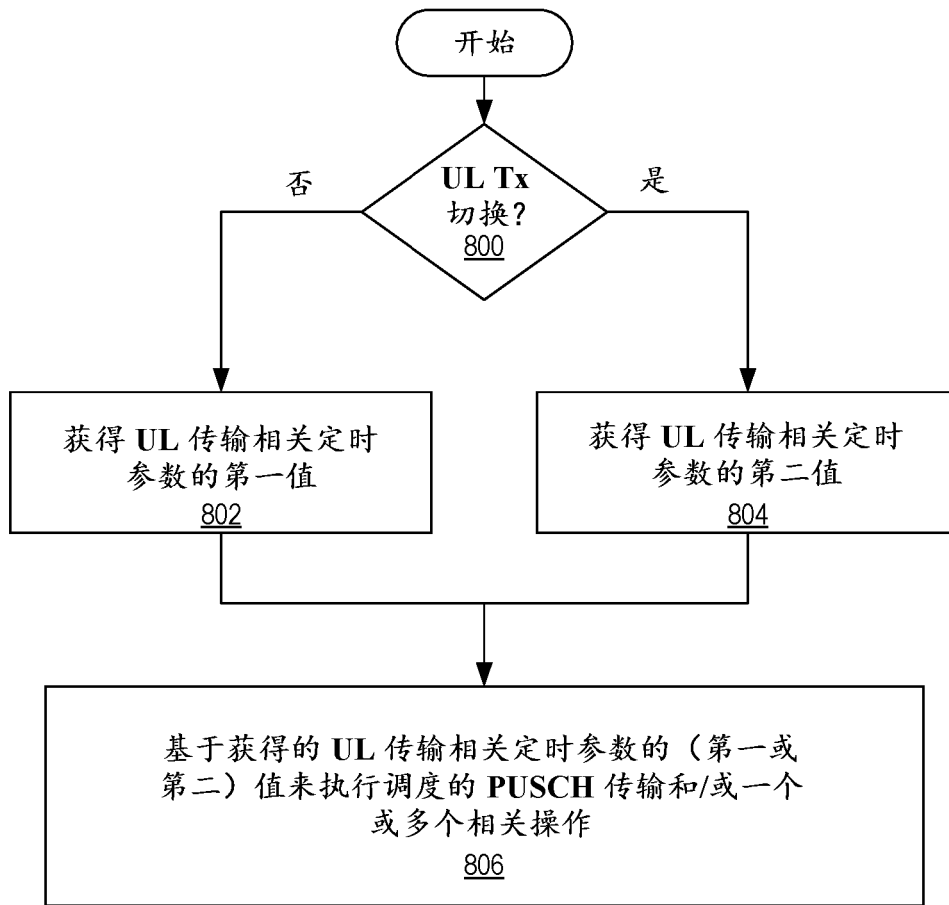 开始
否
UL Tx
切换?
800
是
获得 UL 传输相关定时
参数的第一值
802
获得 UL 传输相关定时
参数的第二值
804
基于获得的 UL 传输相关定时参数的（第一或
第二）值来执行调度的 PUSCH 传输和/或一个
或多个相关操作
806